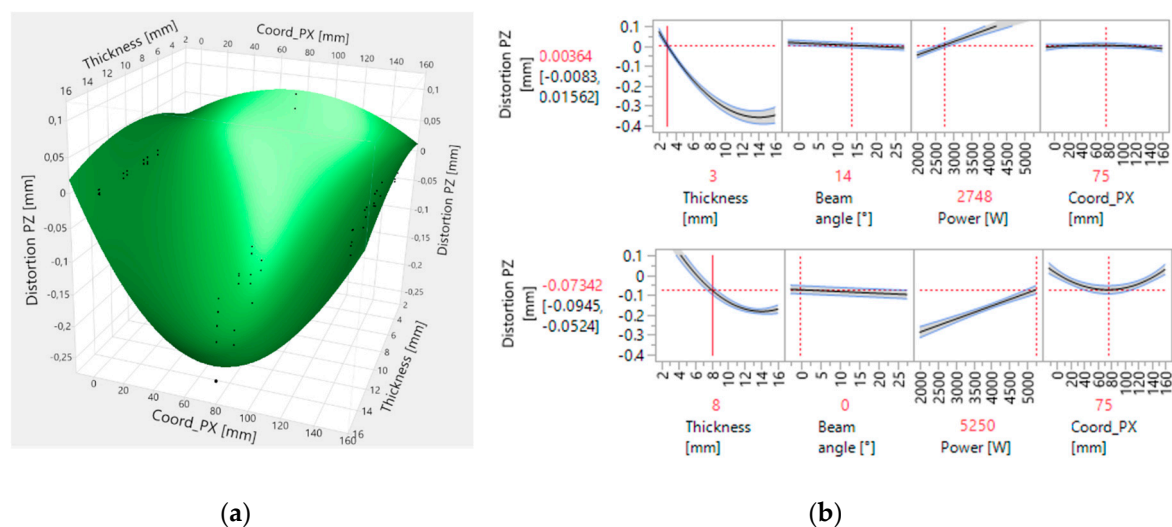 Thickness [mm]
Coord_PX [mm]
16 14 12 10 8 6 4 2
0 20 40 60 80 100 120 140 160
0,1
0,05
0
-0,05
-0,1
-0,15
-0,2
-0,25
Distortion PZ [mm]
0,1
0,05
0
-0,05
-0,1
-0,15
-0,2
Distortion PZ [mm]
2
4
6
8
10
12
14
16
Thickness [mm]
0 20 40 60 80 100 120 140 160
Coord_PX [mm]
(a)
Distortion PZ
[mm]
0.00364
[-0.0083,
0.01562]
0.1
0
-0.1
-0.2
-0.3
-0.4
2 4 6 8 10 12 14 16
0 5 10 15 20 25
2000 2500 3000 3500 4000 4500 5000
0 20 40 60 80 100 120 140 160
3 14 2748 75
Thickness
[mm]
Beam
angle [°]
Power [W]
Coord_PX
[mm]
Distortion PZ
[mm]
-0.07342
[-0.0945,
-0.0524]
0.1
0
-0.1
-0.2
-0.3
-0.4
2 4 6 8 10 12 14 16
0 5 10 15 20 25
2000 2500 3000 3500 4000 4500 5000
0 20 40 60 80 100 120 140 160
8 0 5250 75
Thickness
[mm]
Beam
angle [°]
Power [W]
Coord_PX
[mm]
(b)